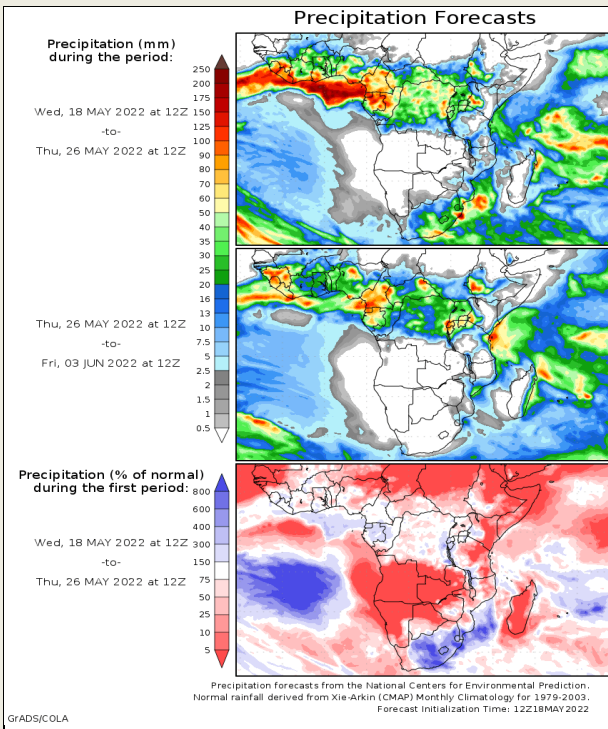 Precipitation Forecasts
Precipitation (mm)
during the period:
Wed, 18 MAY 2022 at 12Z
-to-
Thu, 26 MAY 2022 at 12Z
250
200
175
150
125
100
90
80
70
60
50
40
35
30
25
20
16
13
10
7.5
5
2.5
2
1.5
1
0.5
Thu, 26 MAY 2022 at 12Z
-to-
Fri, 03 JUN 2022 at 12Z
Precipitation (% of normal)
during the first period:
Wed, 18 MAY 2022 at 12Z
-to-
Thu, 26 MAY 2022 at 12Z
800
600
400
300
150
75
50
25
10
5
Precipitation forecasts from the National Centers for Environmental Prediction.
Normal rainfall derived from Xie-Arkin (CMAP) Monthly Climatology for 1979-2003.
Forecast Initialization Time: 12Z18MAY2022
GrADS/COLA